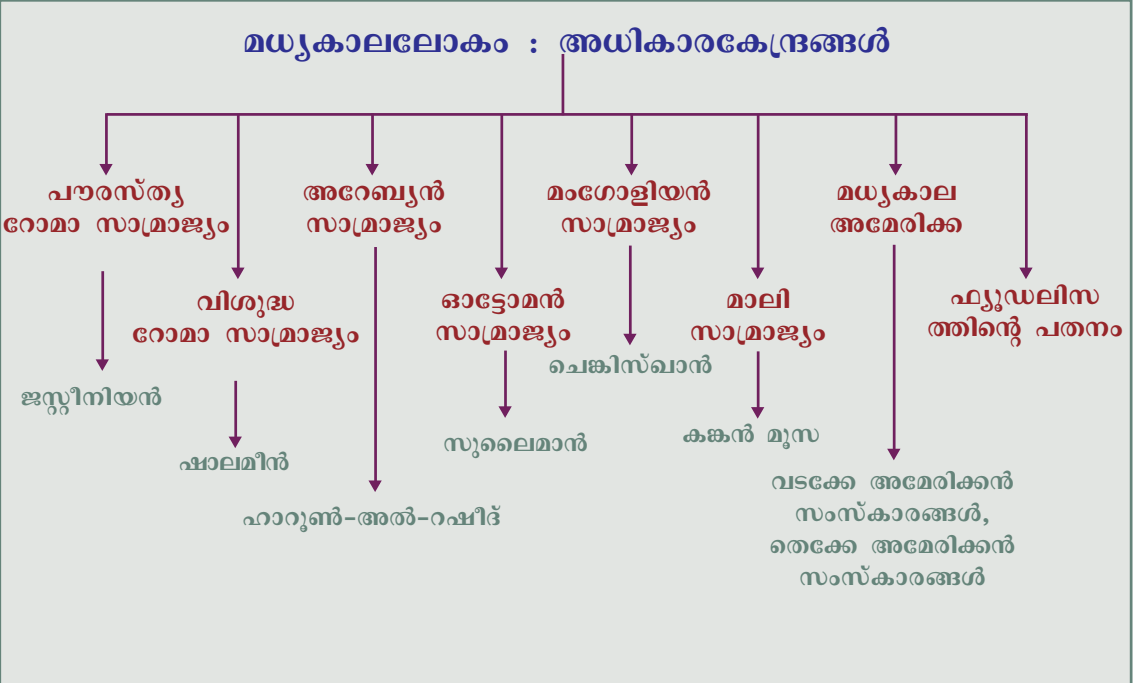 മധ്യകാലലോകം : അധികാരകേന്ദ്രങ്ങൾ
പൗരസ്ത്യ
റോമാ സാമ്രാജ്യം
വിശുദ്ധ
റോമാ സാമ്രാജ്യം
അറേബ്യൻ
സാമ്രാജ്യം
ഓട്ടോമൻ
സാമ്രാജ്യം
മംഗോളിയൻ
സാമ്രാജ്യം
മാലി
സാമ്രാജ്യം
മധ്യകാല
അമേരിക്ക
ഫ്യൂഡലിസ
ത്തിന്റെ പതനം
ജസ്റ്റീനിയൻ
ഷാലമീൻ
ഹാറൂൺ-അൽ-റഷീദ്
സുലൈമാൻ
ചെങ്കിസ്ഖാൻ
കങ്കൻ മൂസ
വടക്കേ അമേരിക്കൻ
സംസ്കാരങ്ങൾ,
തെക്കേ അമേരിക്കൻ
സംസ്കാരങ്ങൾ